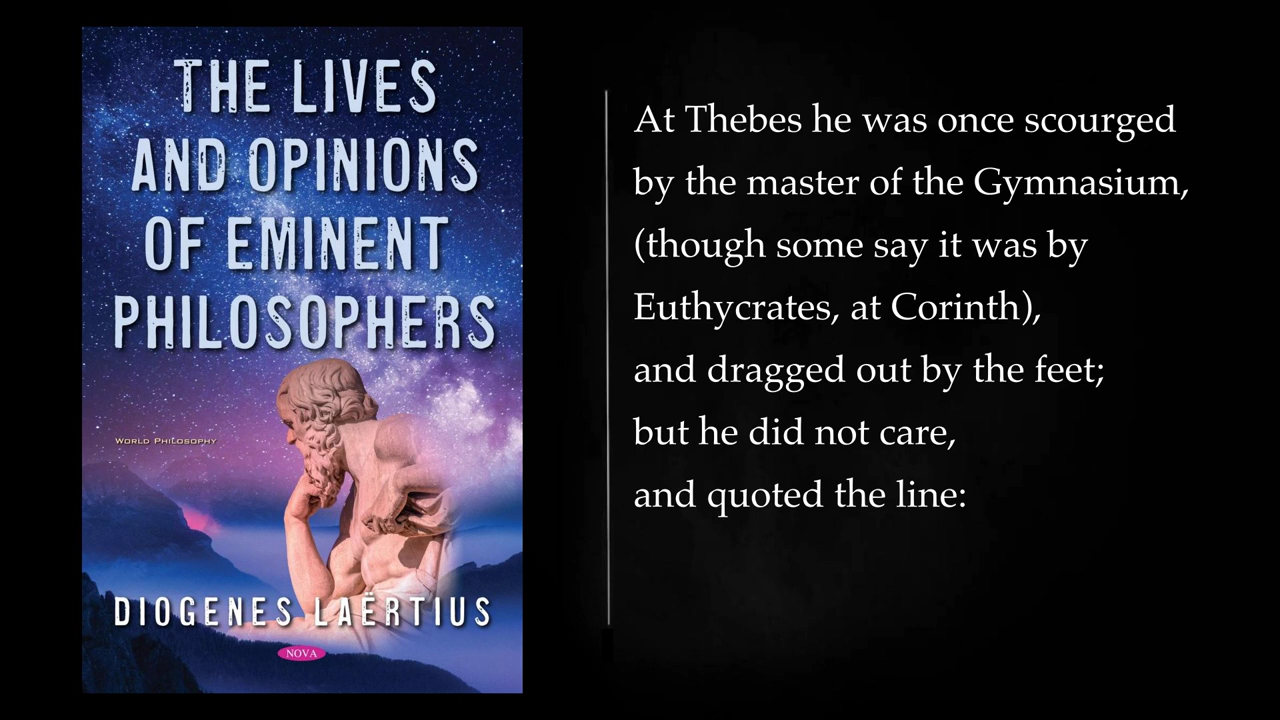 THE LIVES
AND OPINIONS
OF EMINENT
PHILOSOPHERS
WORLD PHILOSOPHY
DIOGENES LAËRTIUS
NOVA
At Thebes he was once scourged
by the master of the Gymnasium,
(though some say it was by
Euthycrates, at Corinth),
and dragged out by the feet;
but he did not care,
and quoted the line: